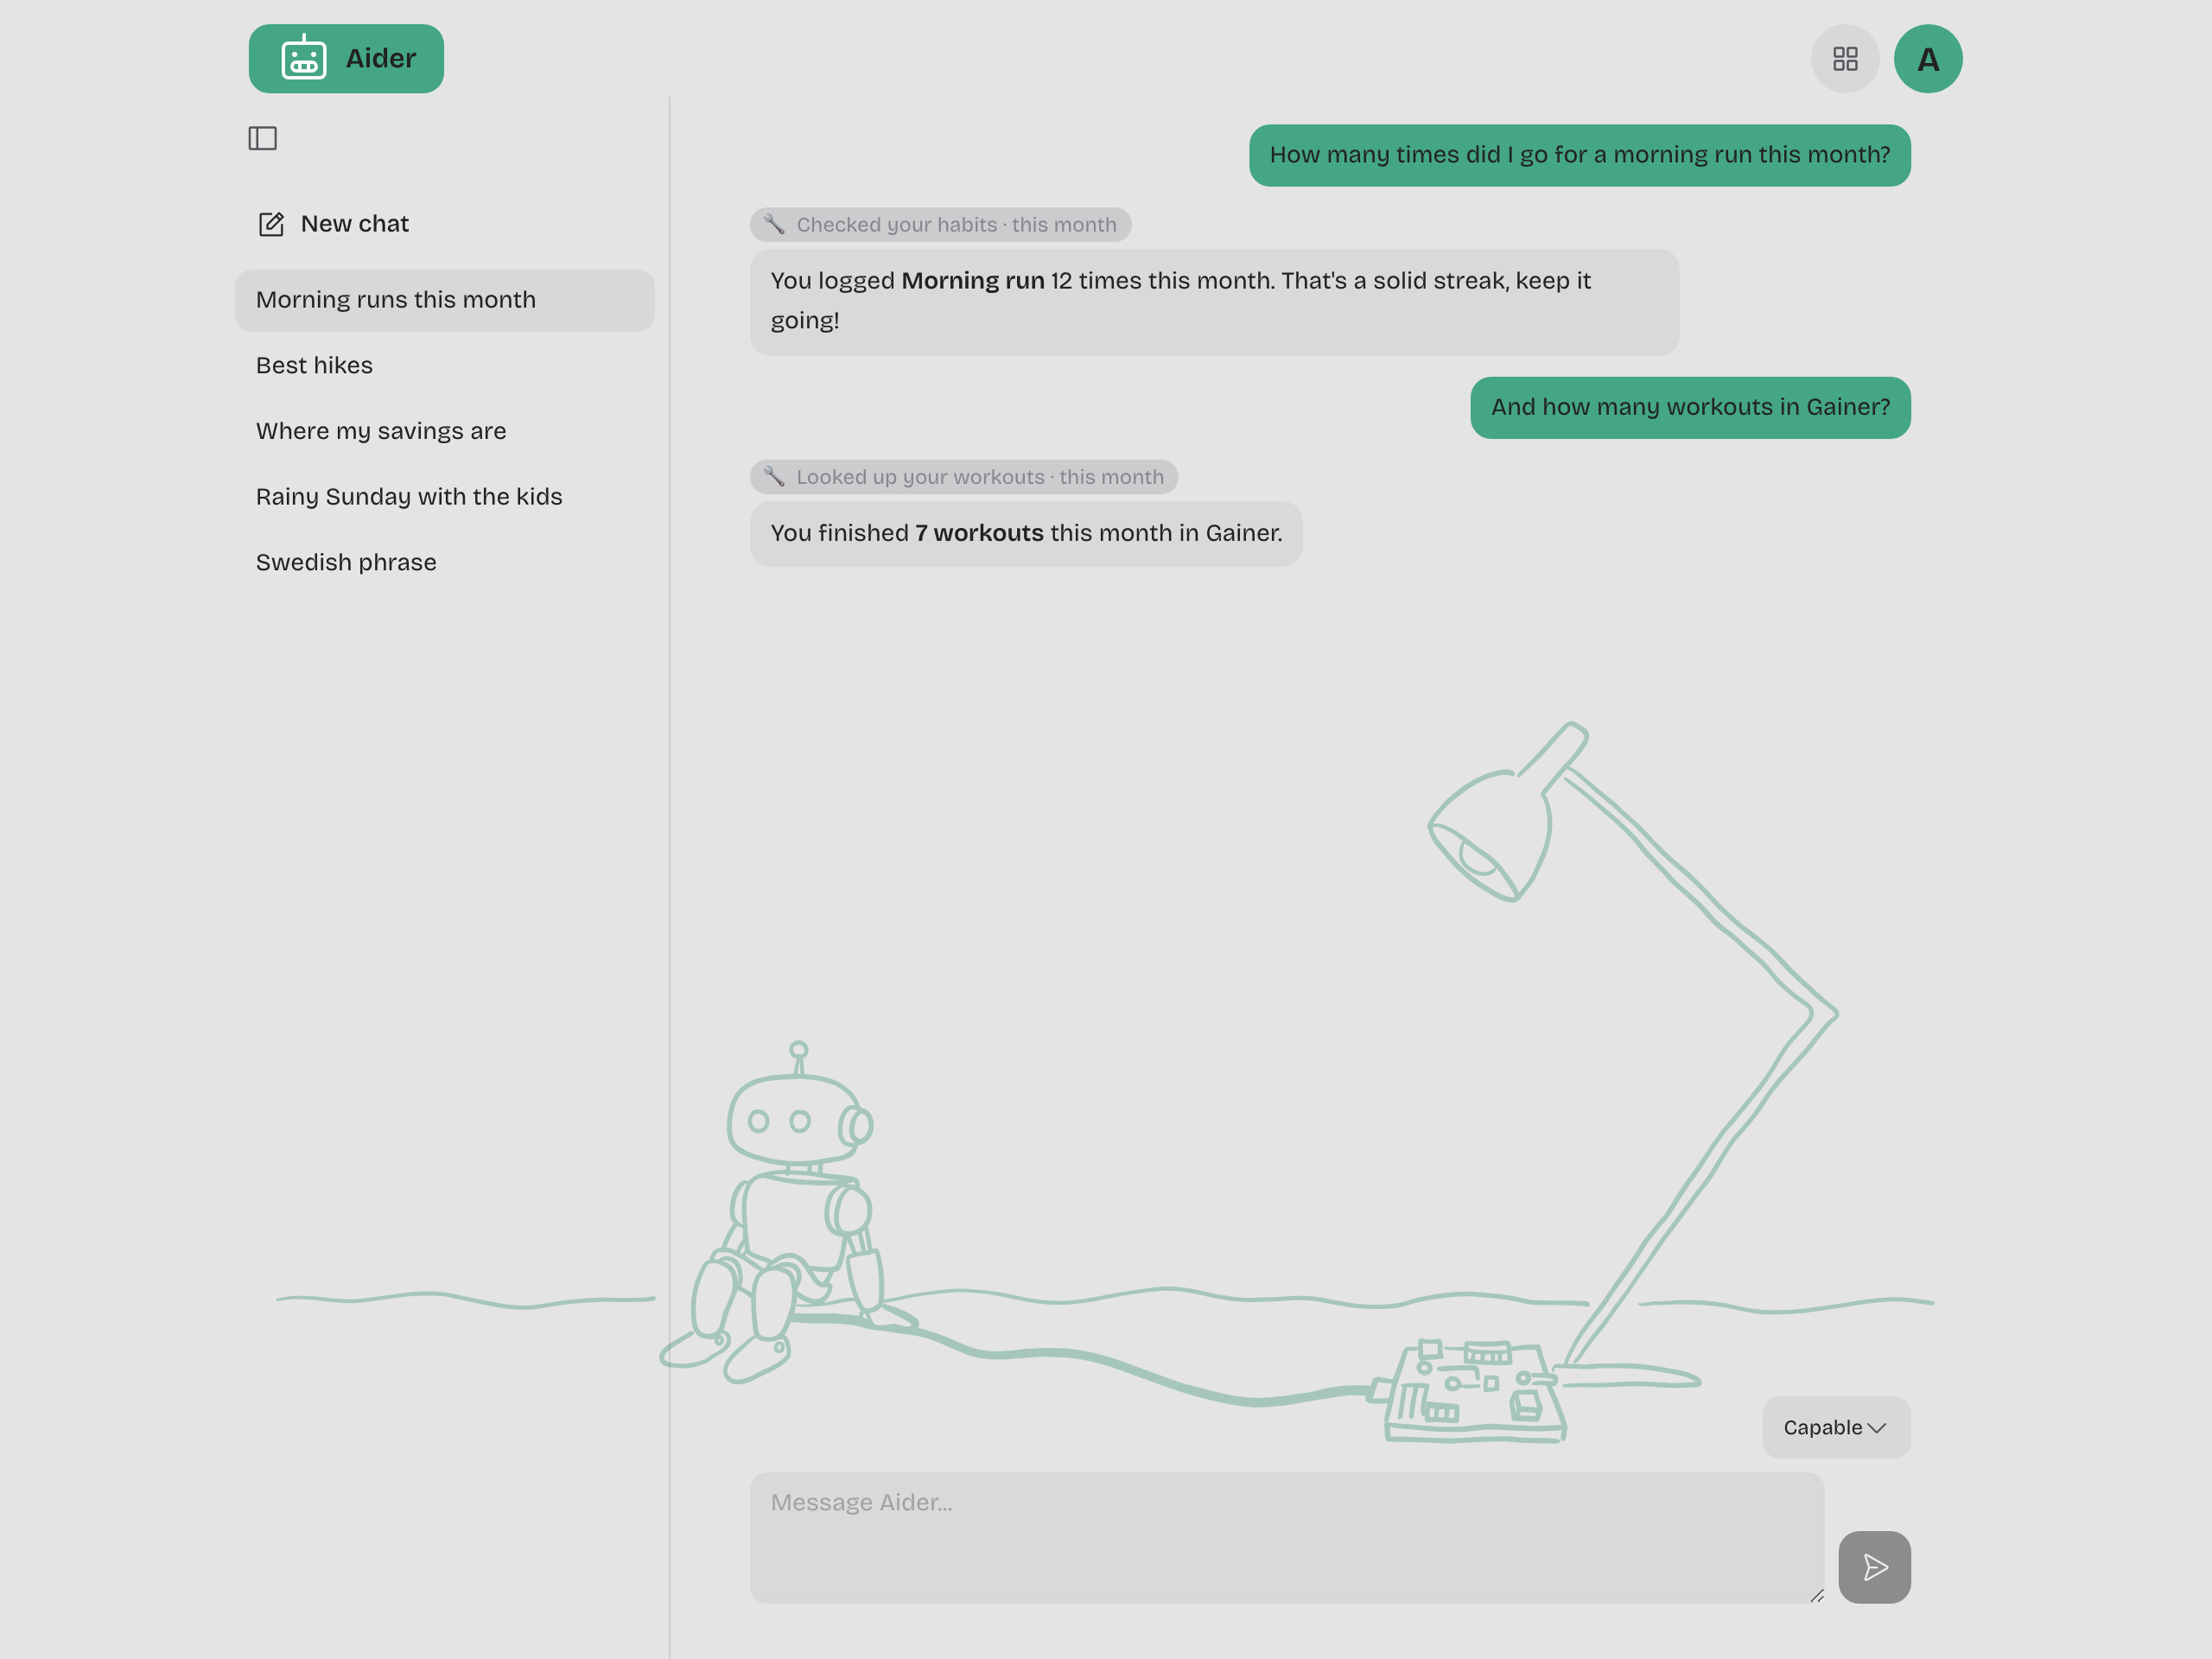 Aider
A
New chat
Morning runs this month
Best hikes
Where my savings are
Rainy Sunday with the kids
Swedish phrase
How many times did I go for a morning run this month?
Checked your habits · this month
You logged Morning run 12 times this month. That's a solid streak, keep it
going!
And how many workouts in Gainer?
Looked up your workouts · this month
You finished 7 workouts this month in Gainer.
Capable
Message Aider...